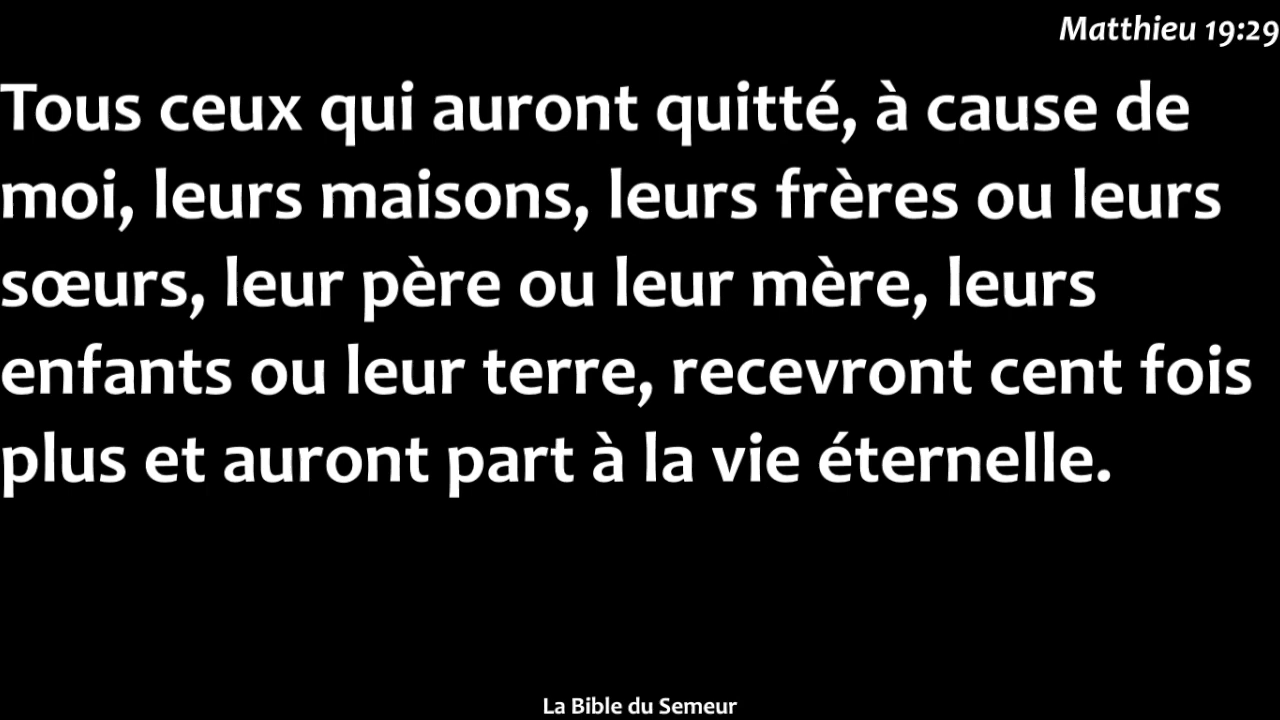 Matthieu 19:29
Tous ceux qui auront quitté, à cause de
moi, leurs maisons, leurs frères ou leurs
sœurs, leur père ou leur mère, leurs
enfants ou leur terre, recevront cent fois
plus et auront part à la vie éternelle.
La Bible du Semeur